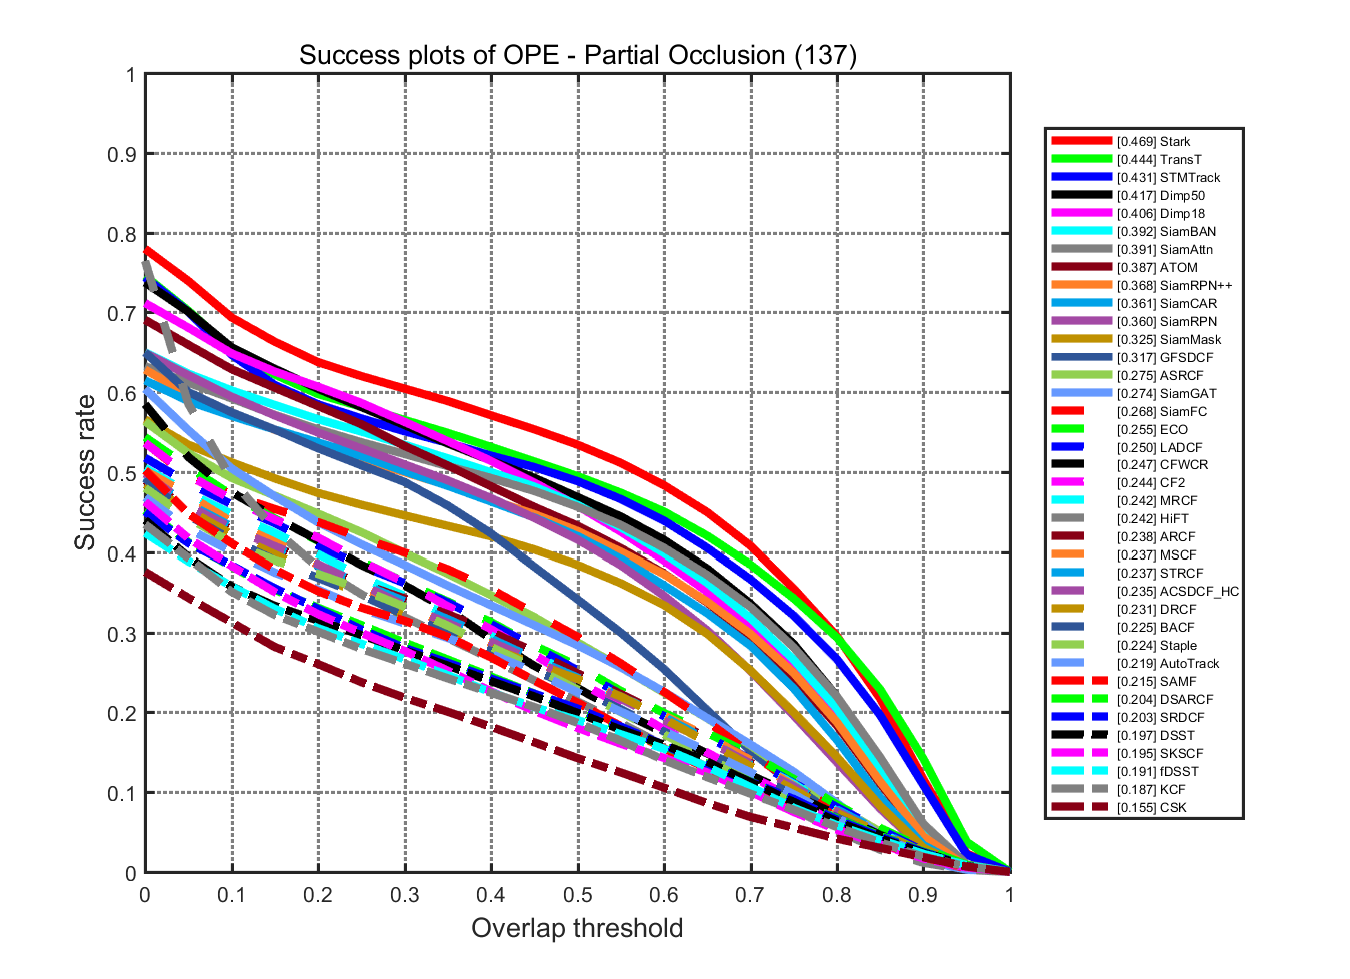 Success plots of OPE - Partial Occlusion (137)
1
0.9
0.8
0.7
0.6
0.5
0.4
0.3
0.2
0.1
0
Success rate
0 0.1 0.2 0.3 0.4 0.5 0.6 0.7 0.8 0.9 1
Overlap threshold
[0.469] Stark
[0.444] TransT
[0.431] STMTrack
[0.417] Dimp50
[0.406] Dimp18
[0.392] SiamBAN
[0.391] SiamAttn
[0.387] ATOM
[0.368] SiamRPN++
[0.361] SiamCAR
[0.360] SiamRPN
[0.325] SiamMask
[0.317] GFSDCF
[0.275] ASRCF
[0.274] SiamGAT
[0.268] SiamFC
[0.255] ECO
[0.250] LADCF
[0.247] CFWCR
[0.244] CF2
[0.242] MRCF
[0.242] HiFT
[0.238] ARCF
[0.237] MSCF
[0.237] STRCF
[0.235] ACSDCF_HC
[0.231] DRCF
[0.225] BACF
[0.224] Staple
[0.219] AutoTrack
[0.215] SAMF
[0.204] DSARCF
[0.203] SRDCF
[0.197] DSST
[0.195] SKSCF
[0.191] fDSST
[0.187] KCF
[0.155] CSK